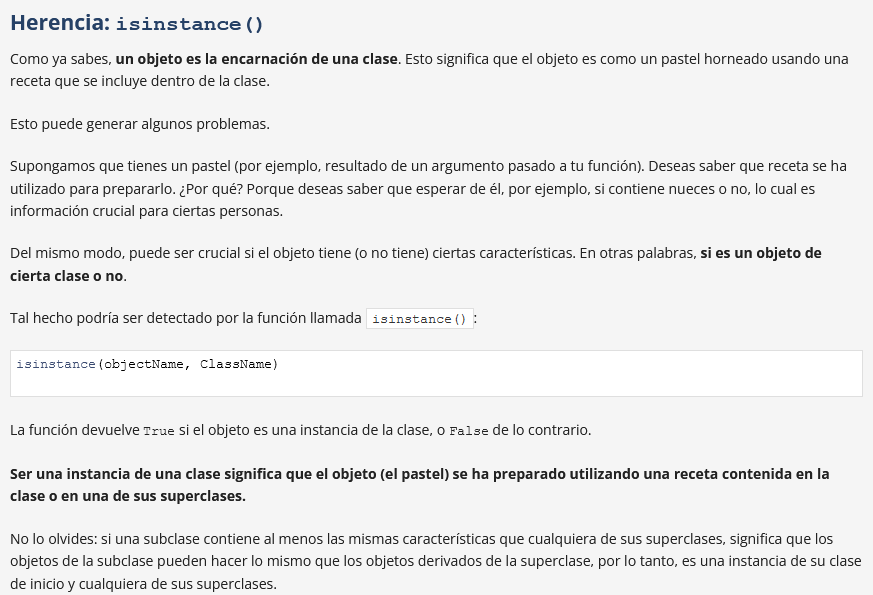 Herencia: isinstance()
Como ya sabes, un objeto es la encarnación de una clase. Esto significa que el objeto es como un pastel horneado usando una
receta que se incluye dentro de la clase.
Esto puede generar algunos problemas.
Supongamos que tienes un pastel (por ejemplo, resultado de un argumento pasado a tu función). Deseas saber que receta se ha
utilizado para prepararlo. ¿Por qué? Porque deseas saber que esperar de él, por ejemplo, si contiene nueces o no, lo cual es
información crucial para ciertas personas.
Del mismo modo, puede ser crucial si el objeto tiene (o no tiene) ciertas características. En otras palabras, si es un objeto de
cierta clase o no.
Tal hecho podría ser detectado por la función llamada isinstance():
isinstance(objectName, ClassName)
La función devuelve True si el objeto es una instancia de la clase, o False de lo contrario.
Ser una instancia de una clase significa que el objeto (el pastel) se ha preparado utilizando una receta contenida en la
clase o en una de sus superclases.
No lo olvides: si una subclase contiene al menos las mismas características que cualquiera de sus superclases, significa que los
objetos de la subclase pueden hacer lo mismo que los objetos derivados de la superclase, por lo tanto, es una instancia de su clase
de inicio y cualquiera de sus superclases.